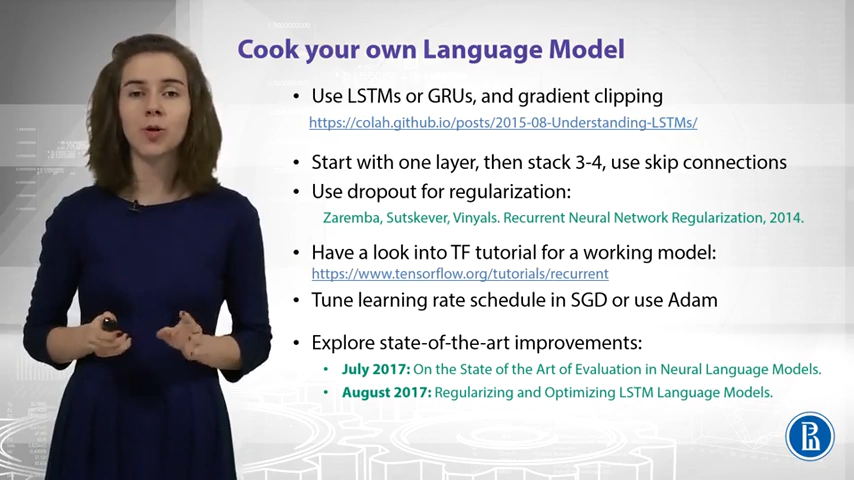 Cook your own Language Model
• Use LSTMs or GRUs, and gradient clipping
https://colah.github.io/posts/2015-08-Understanding-LSTMs/
• Start with one layer, then stack 3-4, use skip connections
• Use dropout for regularization:
Zaremba, Sutskever, Vinyals. Recurrent Neural Network Regularization, 2014.
• Have a look into TF tutorial for a working model:
https://www.tensorflow.org/tutorials/recurrent
• Tune learning rate schedule in SGD or use Adam
• Explore state-of-the-art improvements:
• July 2017: On the State of the Art of Evaluation in Neural Language Models.
• August 2017: Regularizing and Optimizing LSTM Language Models.